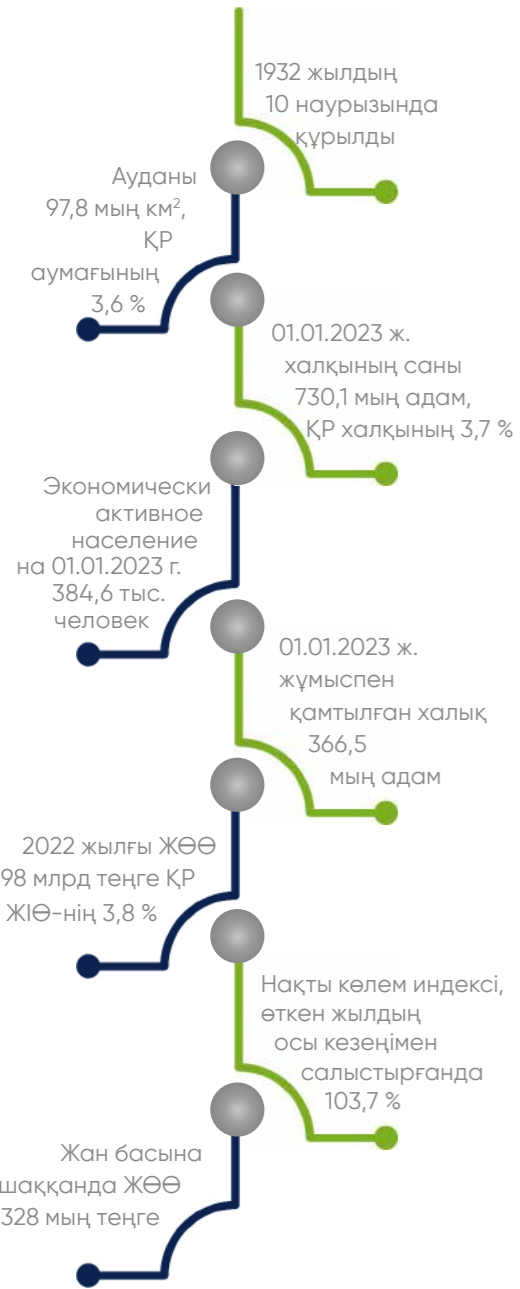 1932 жылдың
10 наурызында
құрылды
Ауданы
97,8 мың км²,
ҚР
аумағының
3,6 %
01.01.2023 ж.
халқының саны
730,1 мың адам,
ҚР халқының 3,7 %
Экономически
активное
население
на 01.01.2023 г.
384,6 тыс.
человек
01.01.2023 ж.
жұмыспен
қамтылған халық
366,5
мың адам
2022 жылғы ЖӨӨ
98 млрд теңге ҚР
ЖІӨ-нің 3,8 %
Нақты көлем индексі,
өткен жылдың
осы кезеңімен
салыстырғанда
103,7 %
Жан басына
шаққанда ЖӨӨ
328 мың теңге